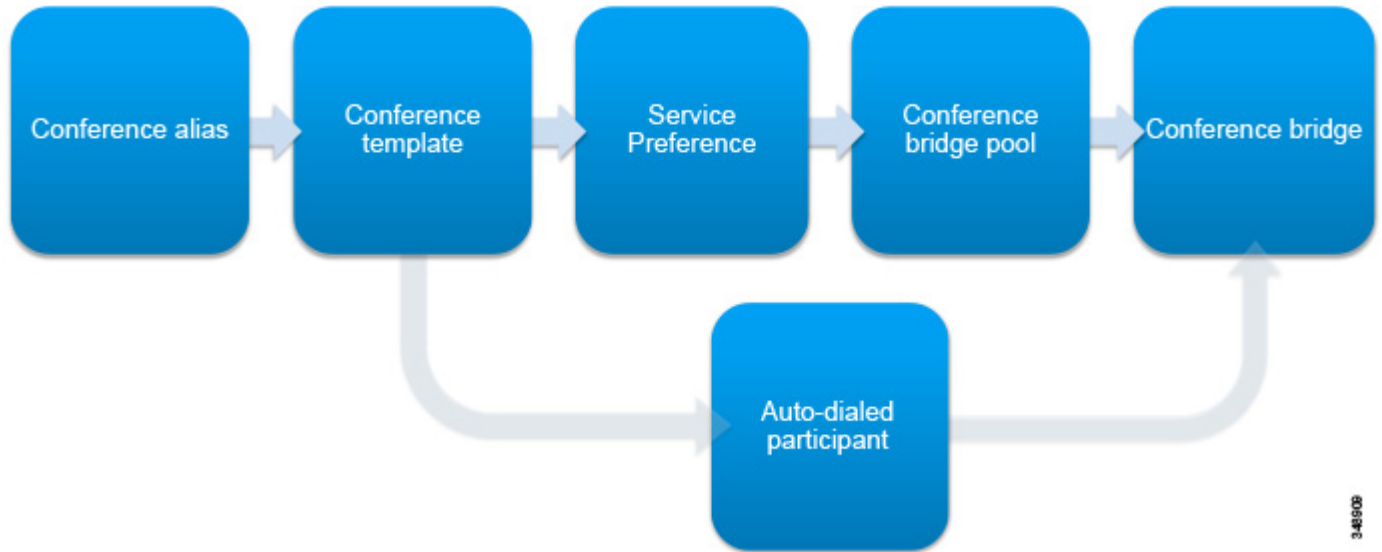 Conference alias
Conference
template
Service
Preference
Conference
bridge pool
Conference bridge
Auto-dialed
participant
348909